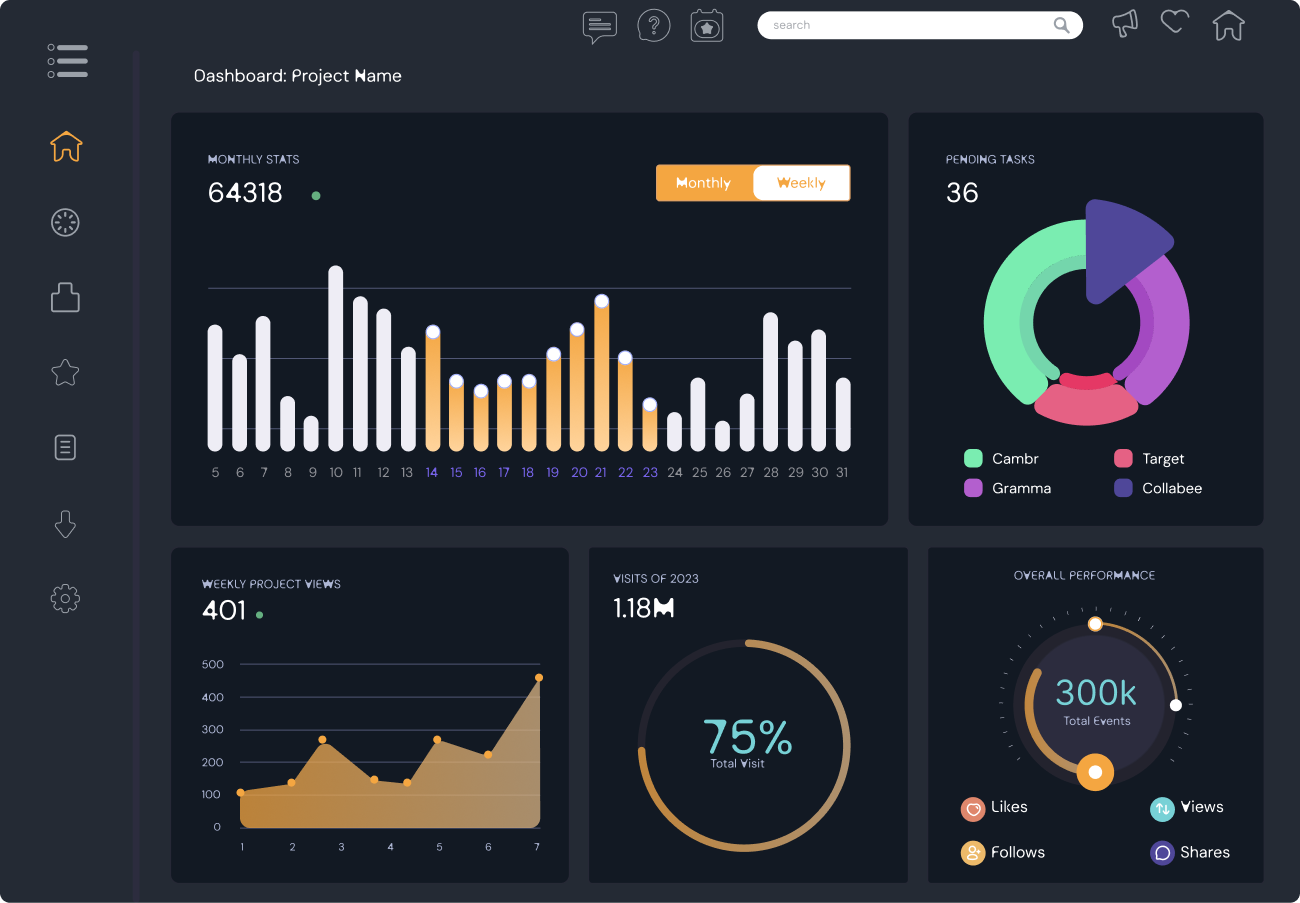 search
Dashboard: Project Name
MONTHLY STATS
64318
Monthly Weekly
5 6 7 8 9 10 11 12 13 14 15 16 17 18 19 20 21 22 23 24 25 26 27 28 29 30 31
PENDING TASKS
36
Cambr Target
Gramma Collabee
WEEKLY PROJECT VIEWS
401
500
400
300
200
100
0
1 2 3 4 5 6 7
VISITS OF 2023
1.18M
75%
Total Visit
OVERALL PERFORMANCE
300k
Total Events
Likes Views
Follows Shares